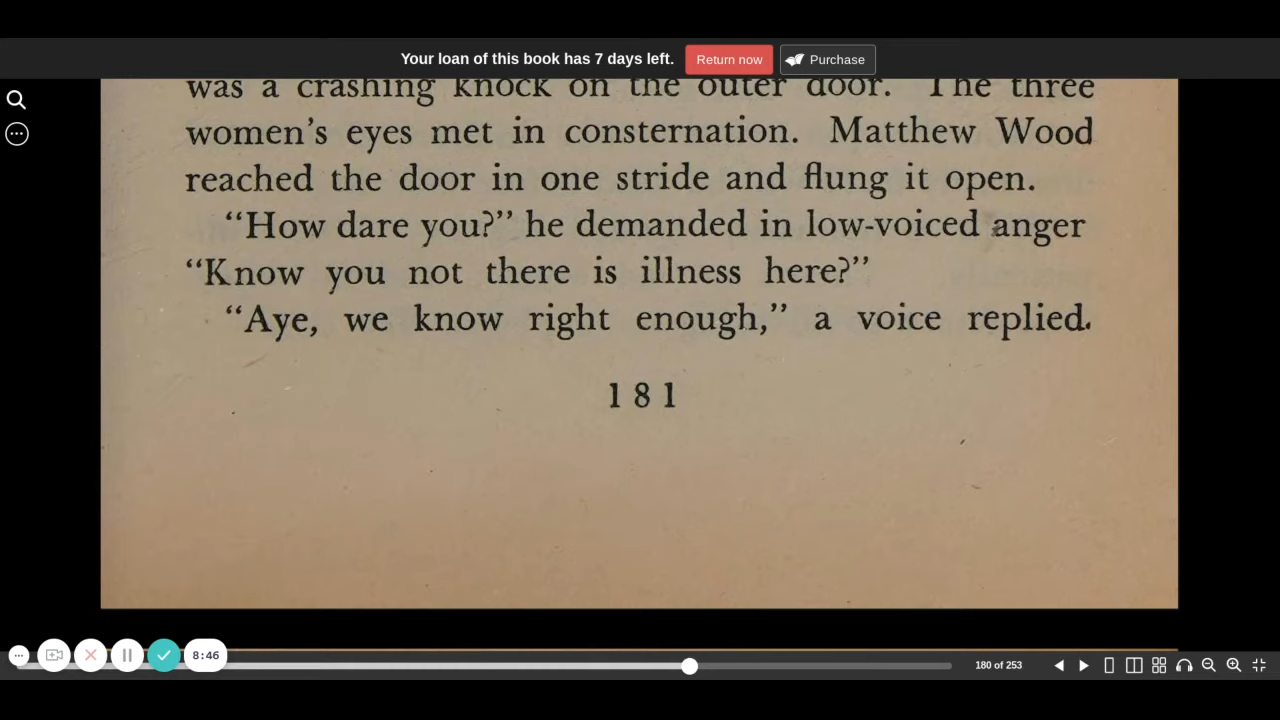 Your loan of this book has 7 days left. Return now Purchase
was a crashing knock on the outer door. The three
women's eyes met in consternation. Matthew Wood
reached the door in one stride and flung it open.
“How dare you?” he demanded in low-voiced anger
“Know you not there is illness here?”
“Aye, we know right enough,” a voice replied.
181
8:46
180 of 253